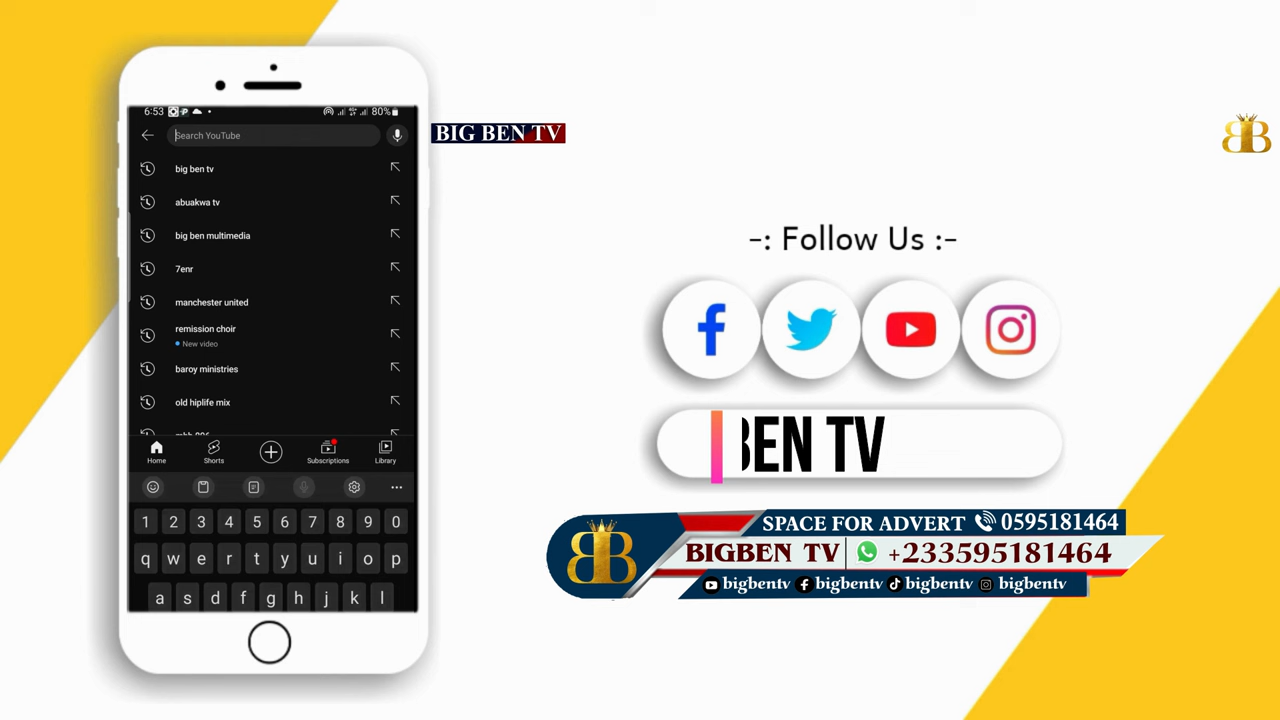 6:53
80%
Search YouTube
big ben tv
abuakwa tv
big ben multimedia
7enr
manchester united
remission choir
New video
baroy ministries
old hiplife mix
Home
Shorts
Subscriptions
Library
1 2 3 4 5 6 7 8 9 0
q w e r t y u i o p
a s d f g h j k l
BIG BEN TV
-: Follow Us :-
BEN TV
SPACE FOR ADVERT 0595181464
BIGBEN TV +233595181464
bigbentv bigbentv bigbentv bigbentv